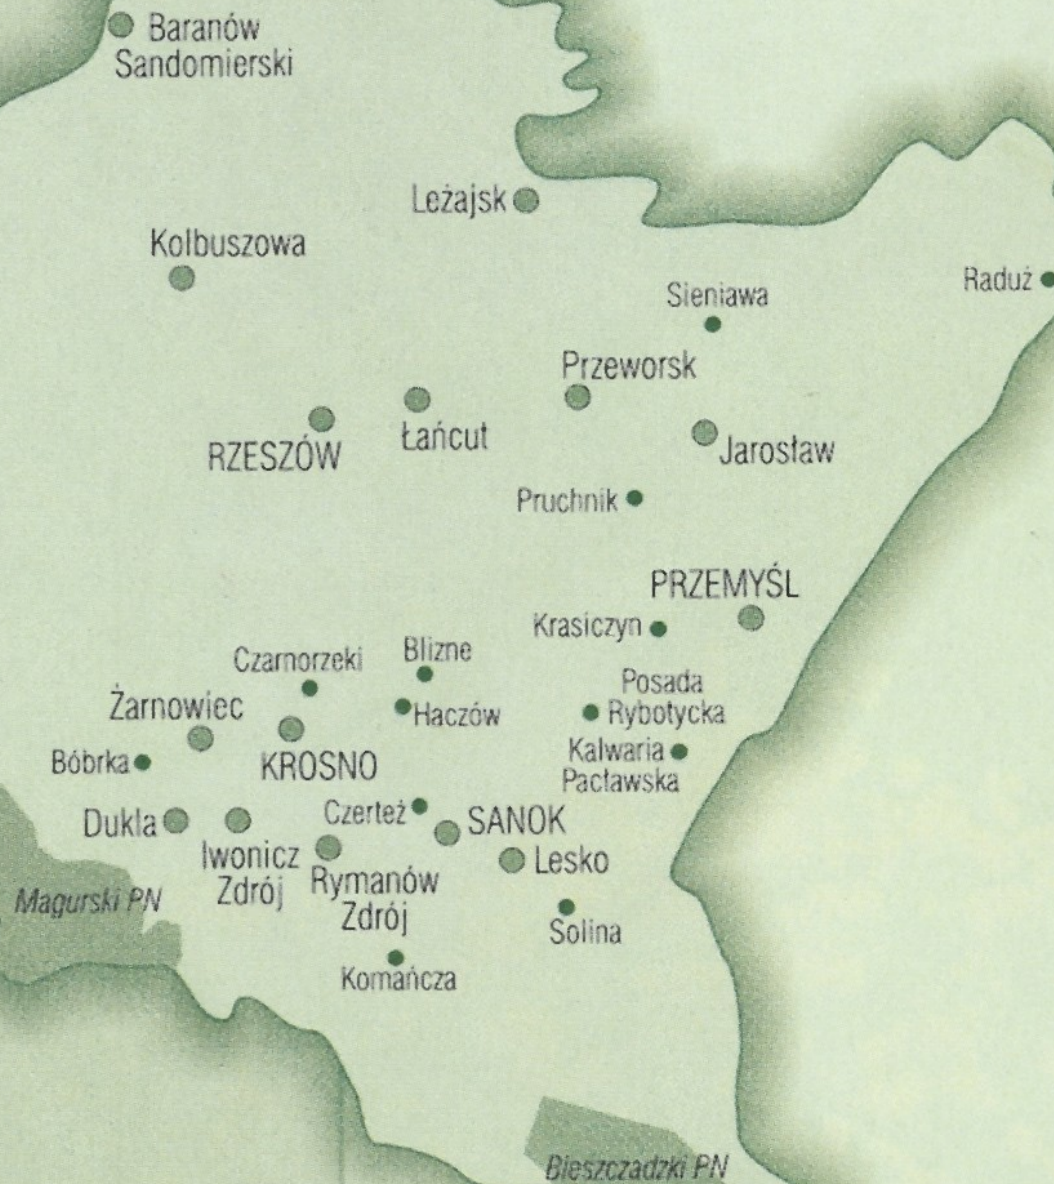 Baranów
Sandomierski
Leżajsk
Kolbuszowa
Raduż
Sieniawa
Przeworsk
Łańcut
Jarosław
RZESZÓW
Pruchnik
PRZEMYŚL
Krasiczyn
Blizne
Czarnorzeki
Posada
Rybotycka
Żarnowiec
Haczów
Kalwaria
Pacławska
Bóbrka
KROSNO
Czerteż
SANOK
Dukla
Iwonicz
Zdrój
Lesko
Rymanów
Zdrój
Magurski PN
Solina
Komańcza
Bieszczadzki PN